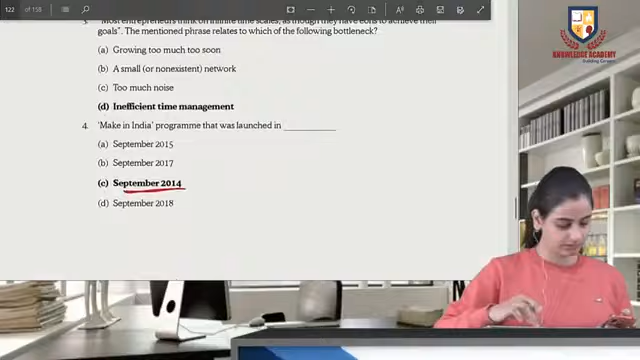 122 of 158
3. "Most entrepreneurs think on infinite time scales, as though they have eons to achieve their
goals". The mentioned phrase relates to which of the following bottleneck?
(a) Growing too much too soon
(b) A small (or nonexistent) network
(c) Too much noise
(d) Inefficient time management
4. 'Make in India' programme that was launched in ___________
(a) September 2015
(b) September 2017
(c) September 2014
(d) September 2018
KNOWLEDGE ACADEMY
Building Careers